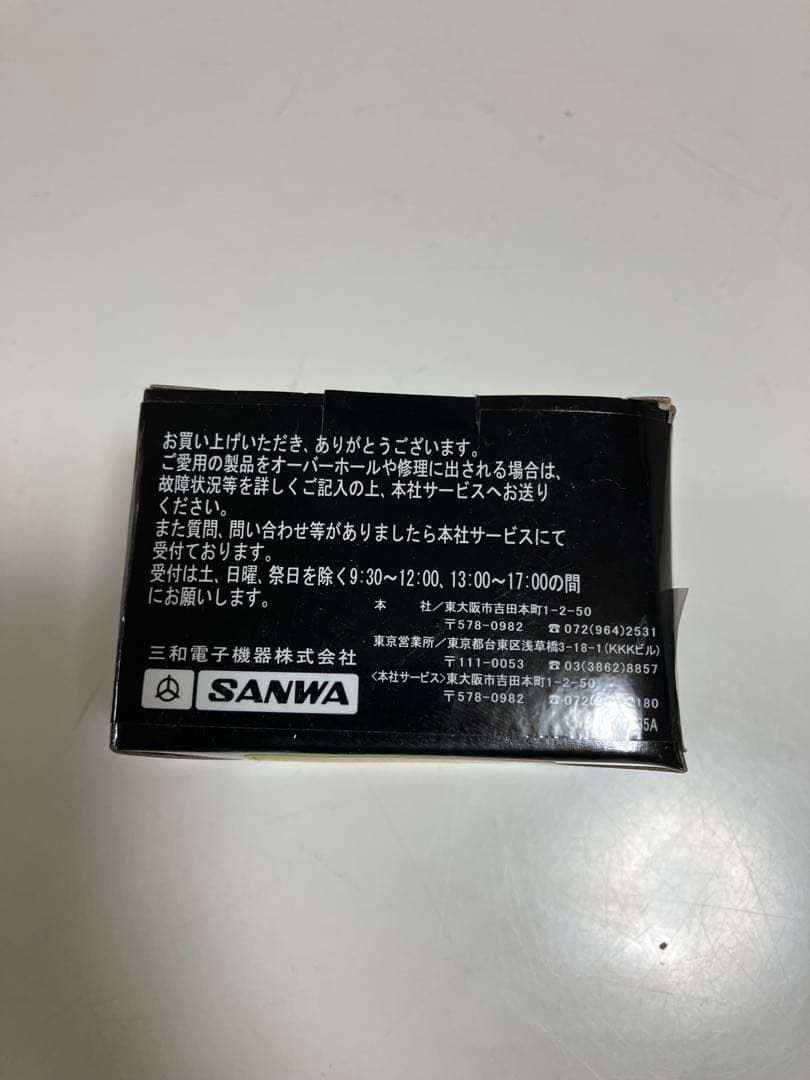 お買い上げいただき、ありがとうございます。
ご愛用の製品をオーバーホールや修理に出される場合は、
故障状況等を詳しくご記入の上、本社サービスへお送り
ください。
また質問、問い合わせ等がありましたら本社サービスにて
受付ております。
受付は土、日曜、祭日を除く9:30〜12:00、13:00〜17:00の間
にお願いします。
本 社／東大阪市吉田本町1-2-50
〒578-0982 ☎072(964)2531
東京営業所／東京都台東区浅草橋3-18-1(KKKビル)
〒111-0053 ☎03(3862)8857
<本社サービス>東大阪市吉田本町1-2-50
〒578-0982
三和電子機器株式会社
SANWA